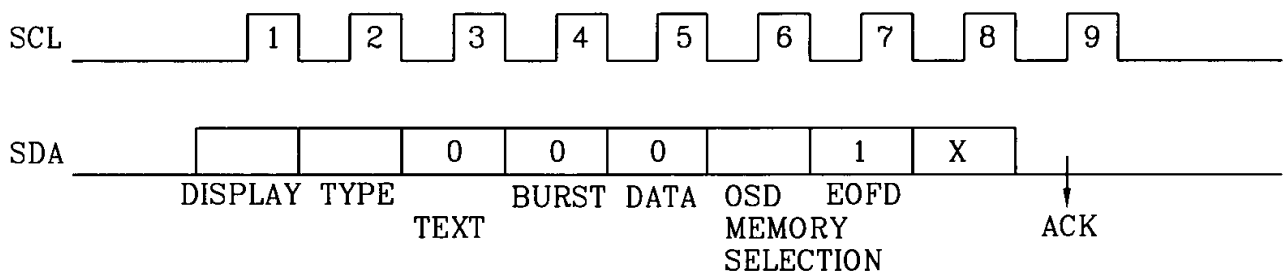 SCL 1 2 3 4 5 6 7 8 9
SDA 0 0 0 1 X
DISPLAY TYPE BURST DATA OSD EOFD
TEXT MEMORY ACK
SELECTION